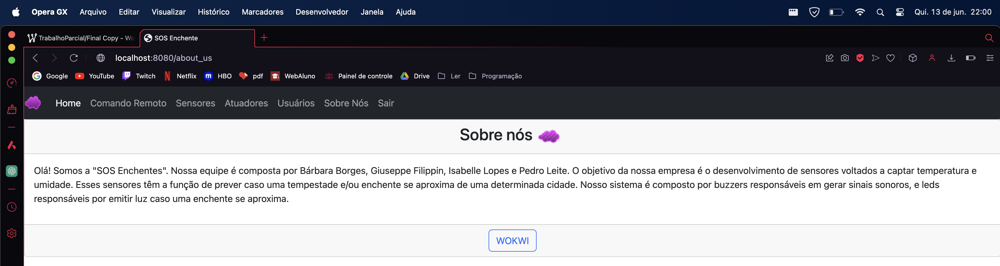 Opera GX Arquivo Editar Visualizar Histórico Marcadores Desenvolvedor Janela Ajuda Qui. 13 de jun. 22:00
TrabalhoParcial/Final Copy - Wo SOS Enchente
localhost:8080/about_us
Google YouTube Twitch Netflix m HBO pdf WebAluno Painel de controle Drive Ler Programação
Home Comando Remoto Sensores Atuadores Usuários Sobre Nós Sair
Sobre nós
Olá! Somos a "SOS Enchentes". Nossa equipe é composta por Bárbara Borges, Giuseppe Filippin, Isabelle Lopes e Pedro Leite. O objetivo da nossa empresa é o desenvolvimento de sensores voltados a captar temperatura e
umidade. Esses sensores têm a função de prever caso uma tempestade e/ou enchente se aproxima de uma determinada cidade. Nosso sistema é composto por buzzers responsáveis em gerar sinais sonoros, e leds
responsáveis por emitir luz caso uma enchente se aproxima.
WOKWI